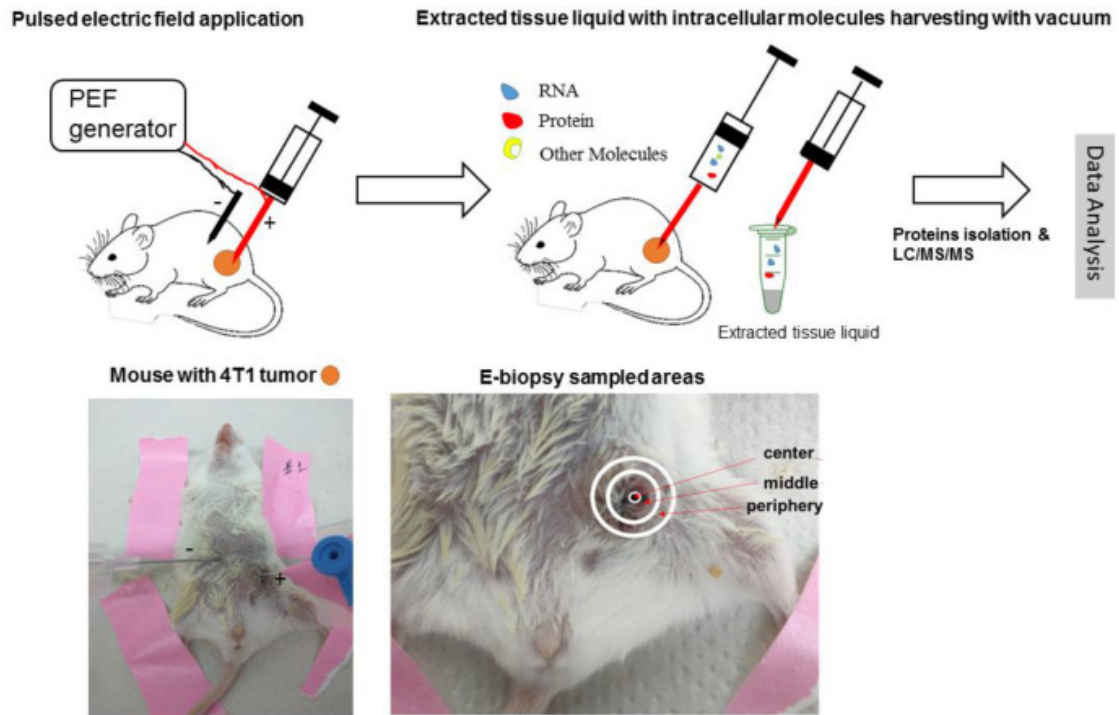 Pulsed electric field application
Extracted tissue liquid with intracellular molecules harvesting with vacuum
PEF
generator
-
+
RNA
Protein
Other Molecules
Extracted tissue liquid
Proteins isolation &
LC/MS/MS
Data Analysis
Mouse with 4T1 tumor
E-biopsy sampled areas
-
+
center
middle
periphery